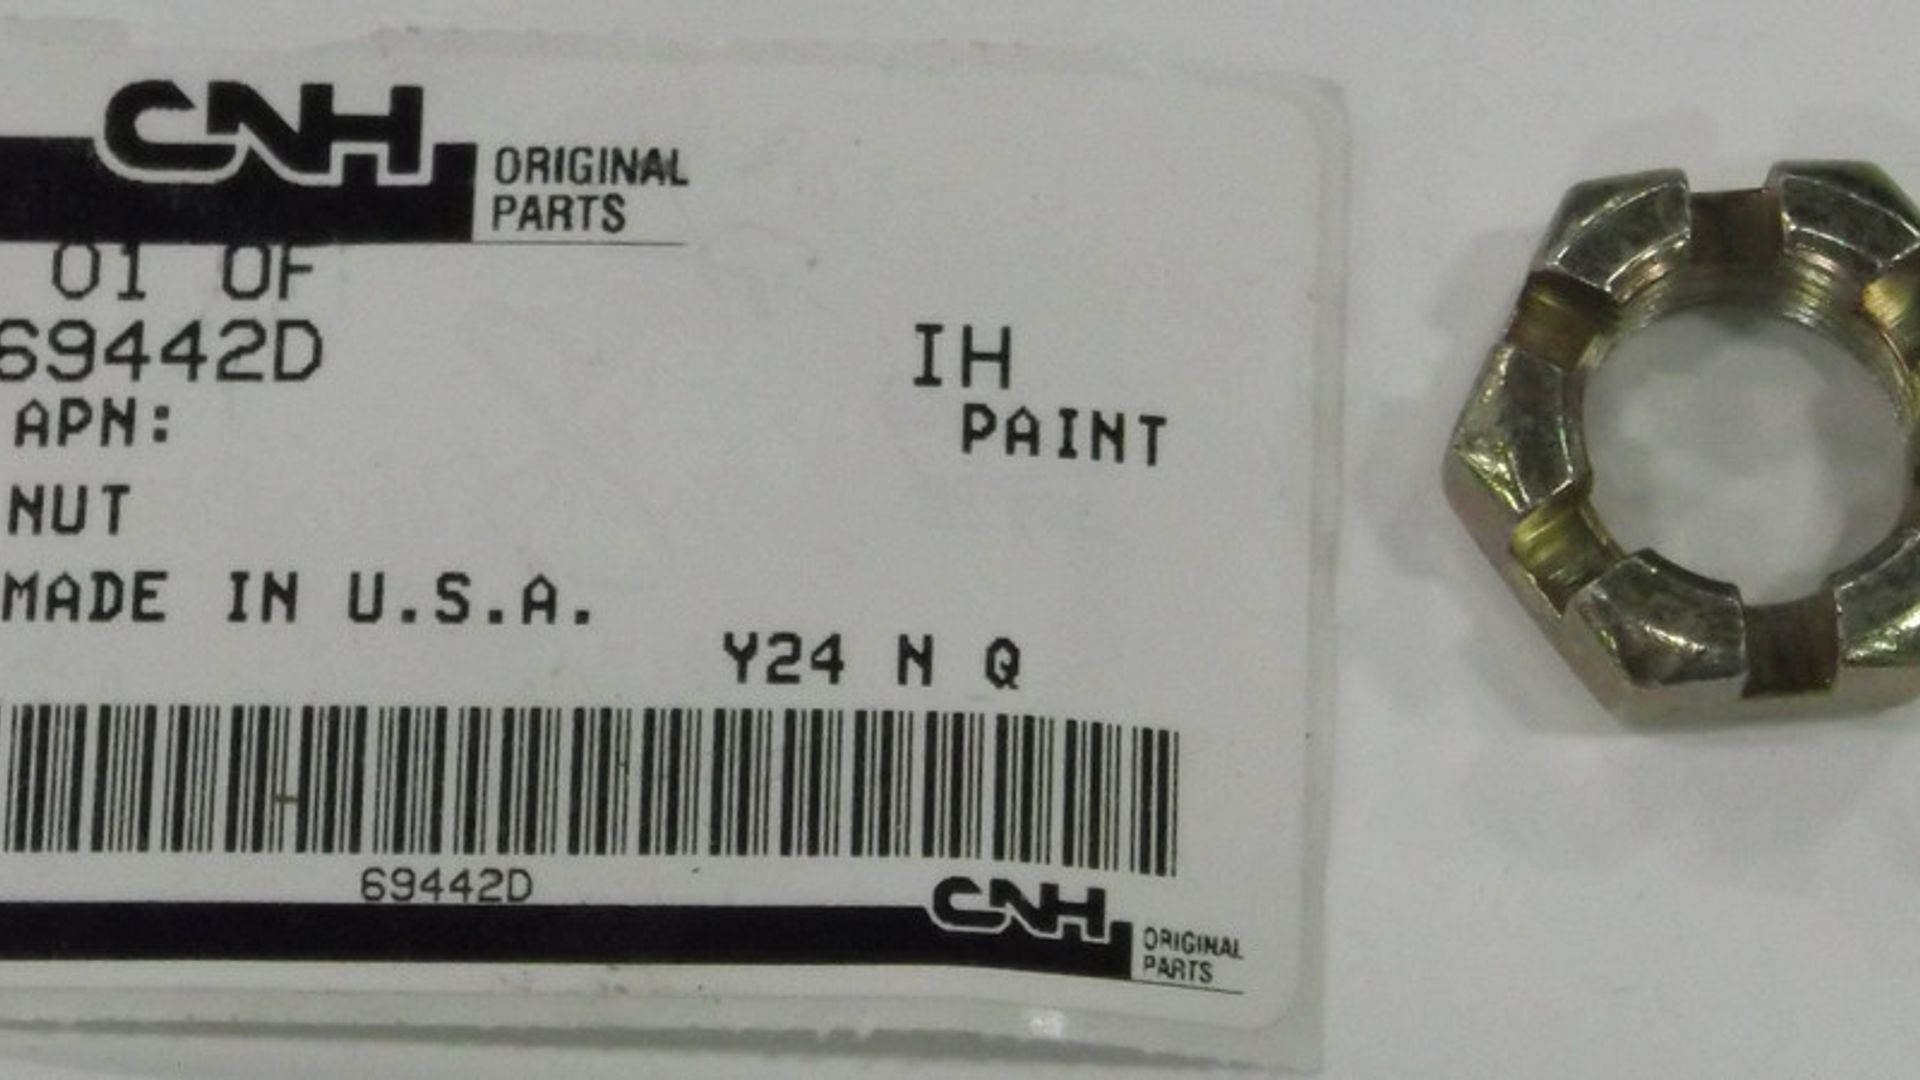 CNH ORIGINAL
PARTS
01 OF
69442D IH
APN: PAINT
NUT
MADE IN U.S.A.
Y24 N Q
69442D
CNH ORIGINAL
PARTS